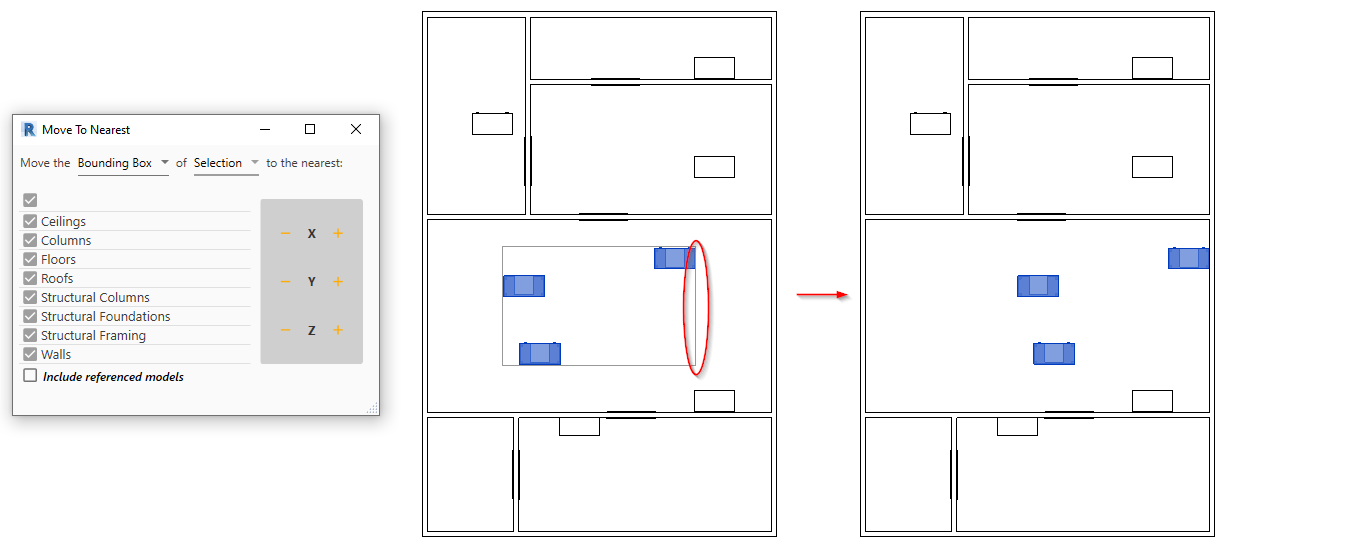 R Move To Nearest
Move the Bounding Box of Selection to the nearest:
Ceilings
Columns
Floors
Roofs
Structural Columns
Structural Foundations
Structural Framing
Walls
Include referenced models
− X +
− Y +
− Z +